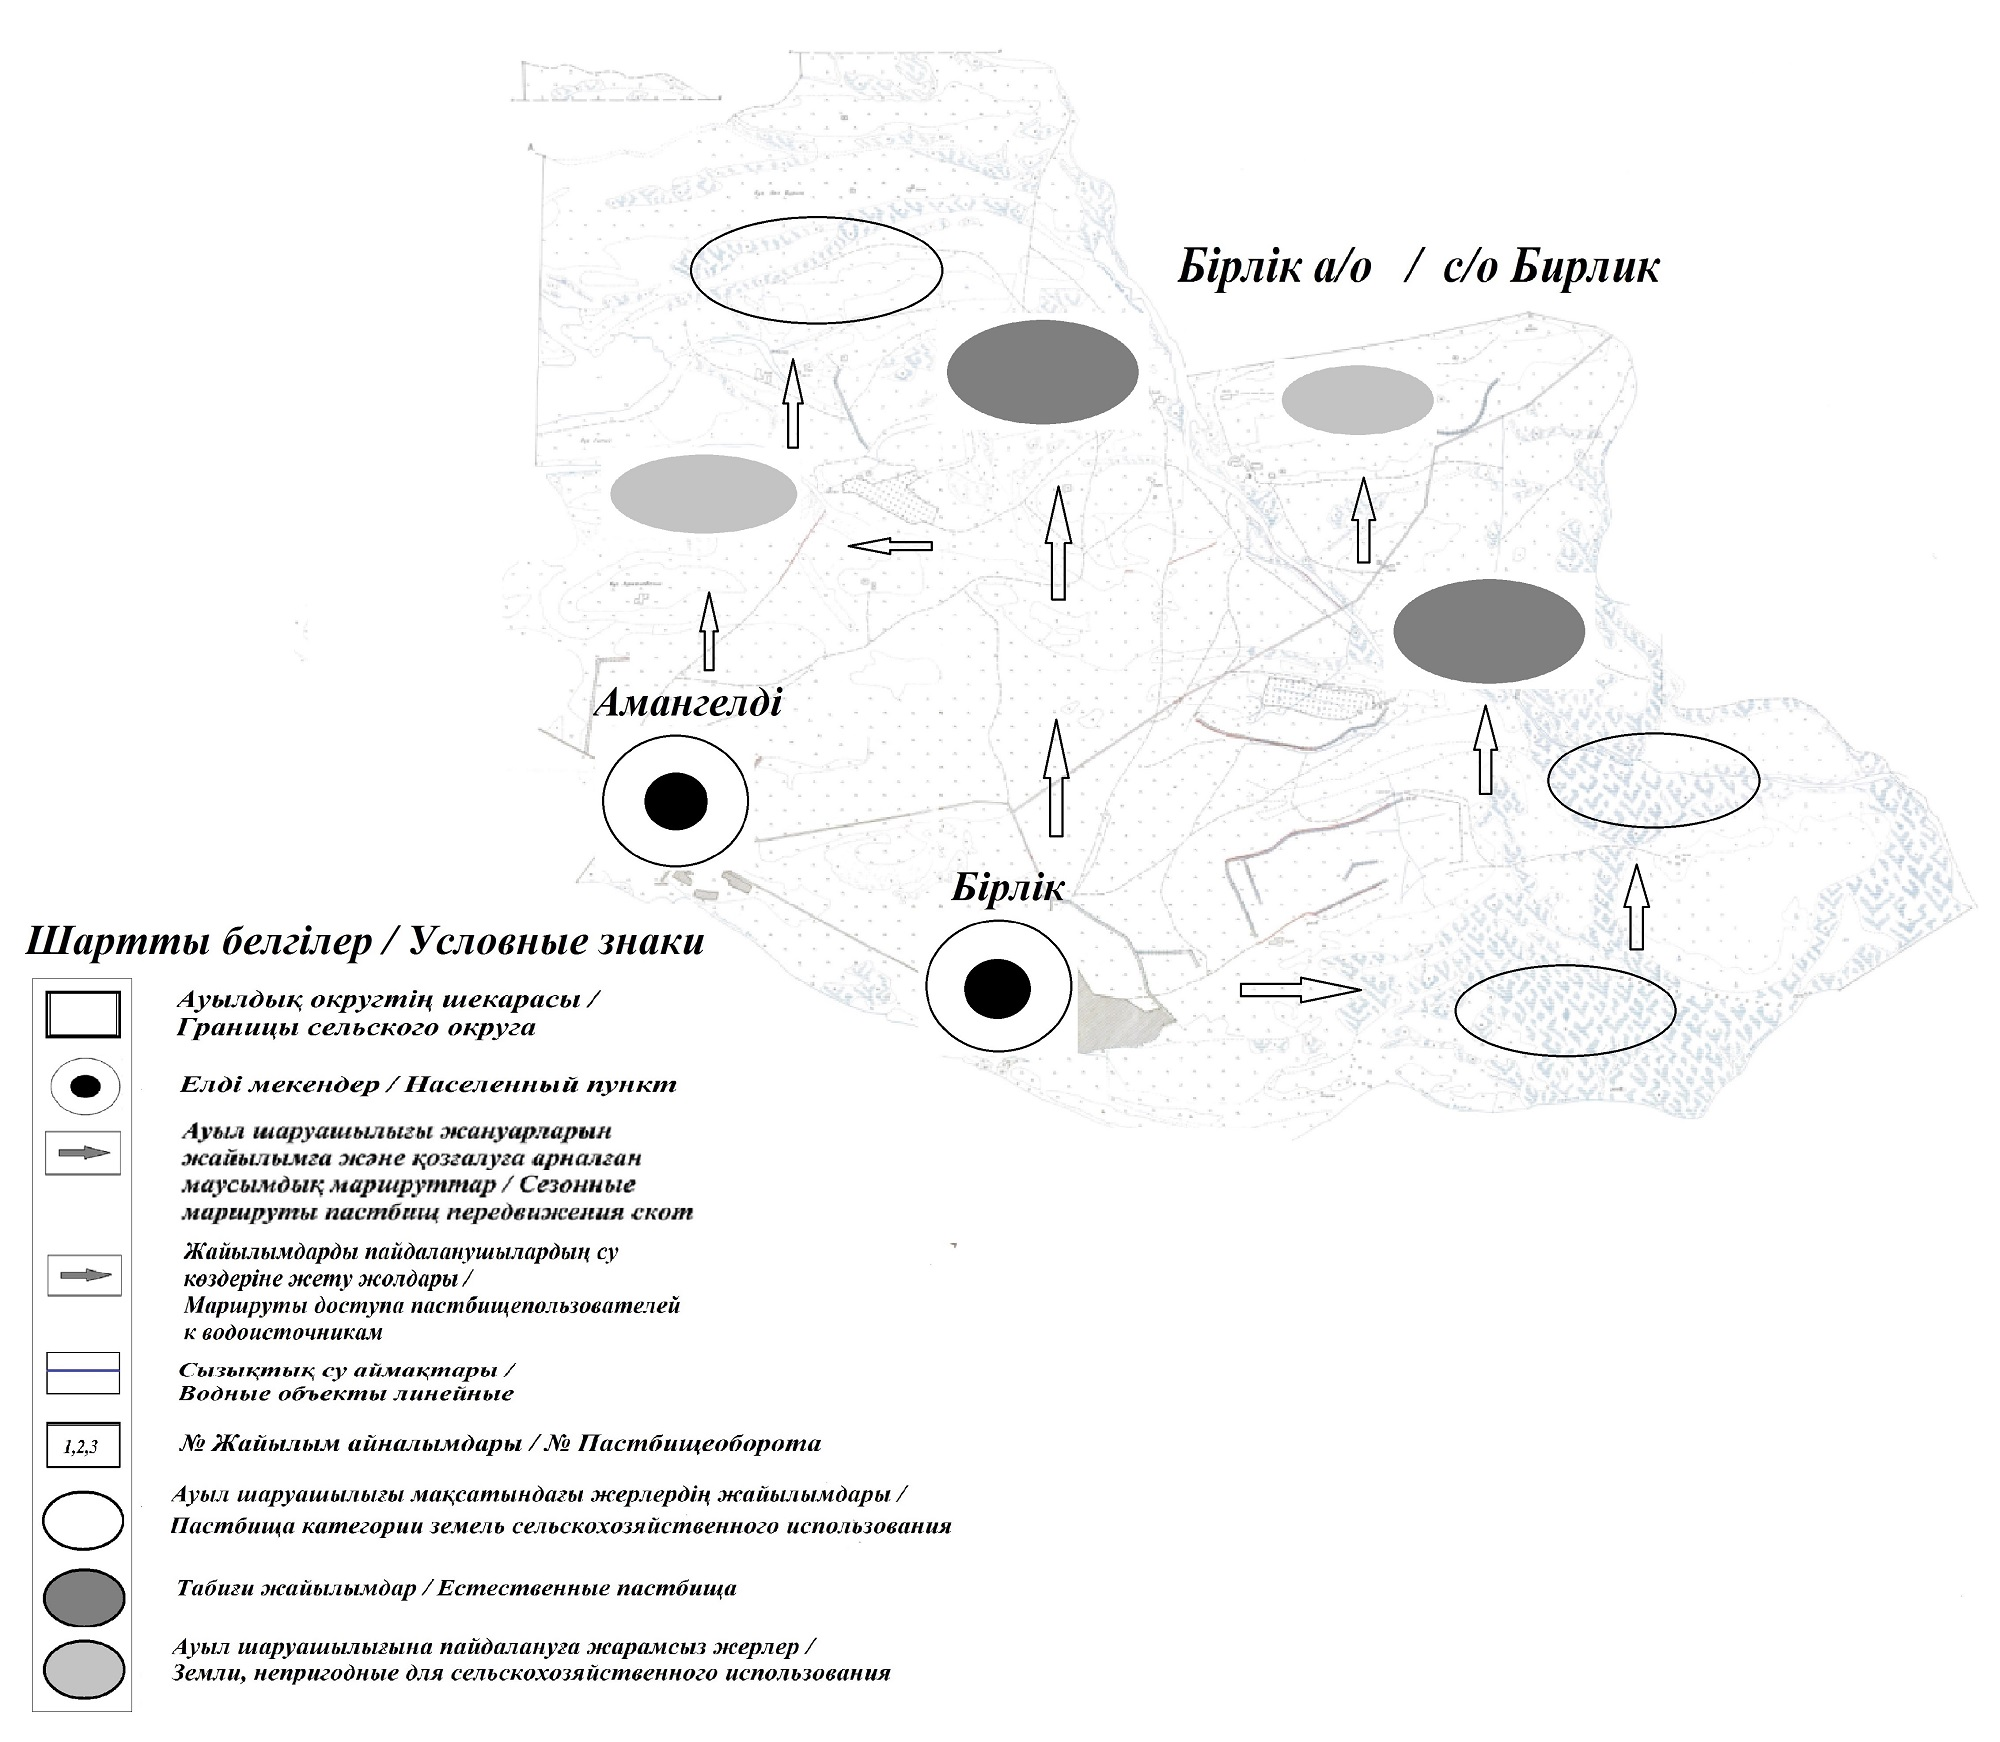 Бірлік а/о / с/о Бирлик
Амангелді
Бірлік
Шартты белгілер / Условные знаки
Ауылдық округтің шекарасы /
Границы сельского округа
Елді мекендер / Населенный пункт
Ауыл шаруашылығы жануарларын
жайылымға және қозғалуға арналған
маусымдық маршруттар / Сезонные
маршруты пастбищ передвижения скот
Жайылымдарды пайдаланушылардың су
көздеріне жету жолдары /
Маршруты доступа пастбищепользователей
к водоисточникам
Сызықтық су аймақтары /
Водные объекты линейные
1,2,3
№ Жайылым айналымдары / № Пастбищеоборота
Ауыл шаруашылығы мақсатындағы жерлердің жайылымдары /
Пастбища категории земель сельскохозяйственного использования
Табиғи жайылымдар / Естественные пастбища
Ауыл шаруашылығына пайдалануға жарамсыз жерлер /
Земли, непригодные для сельскохозяйственного использования